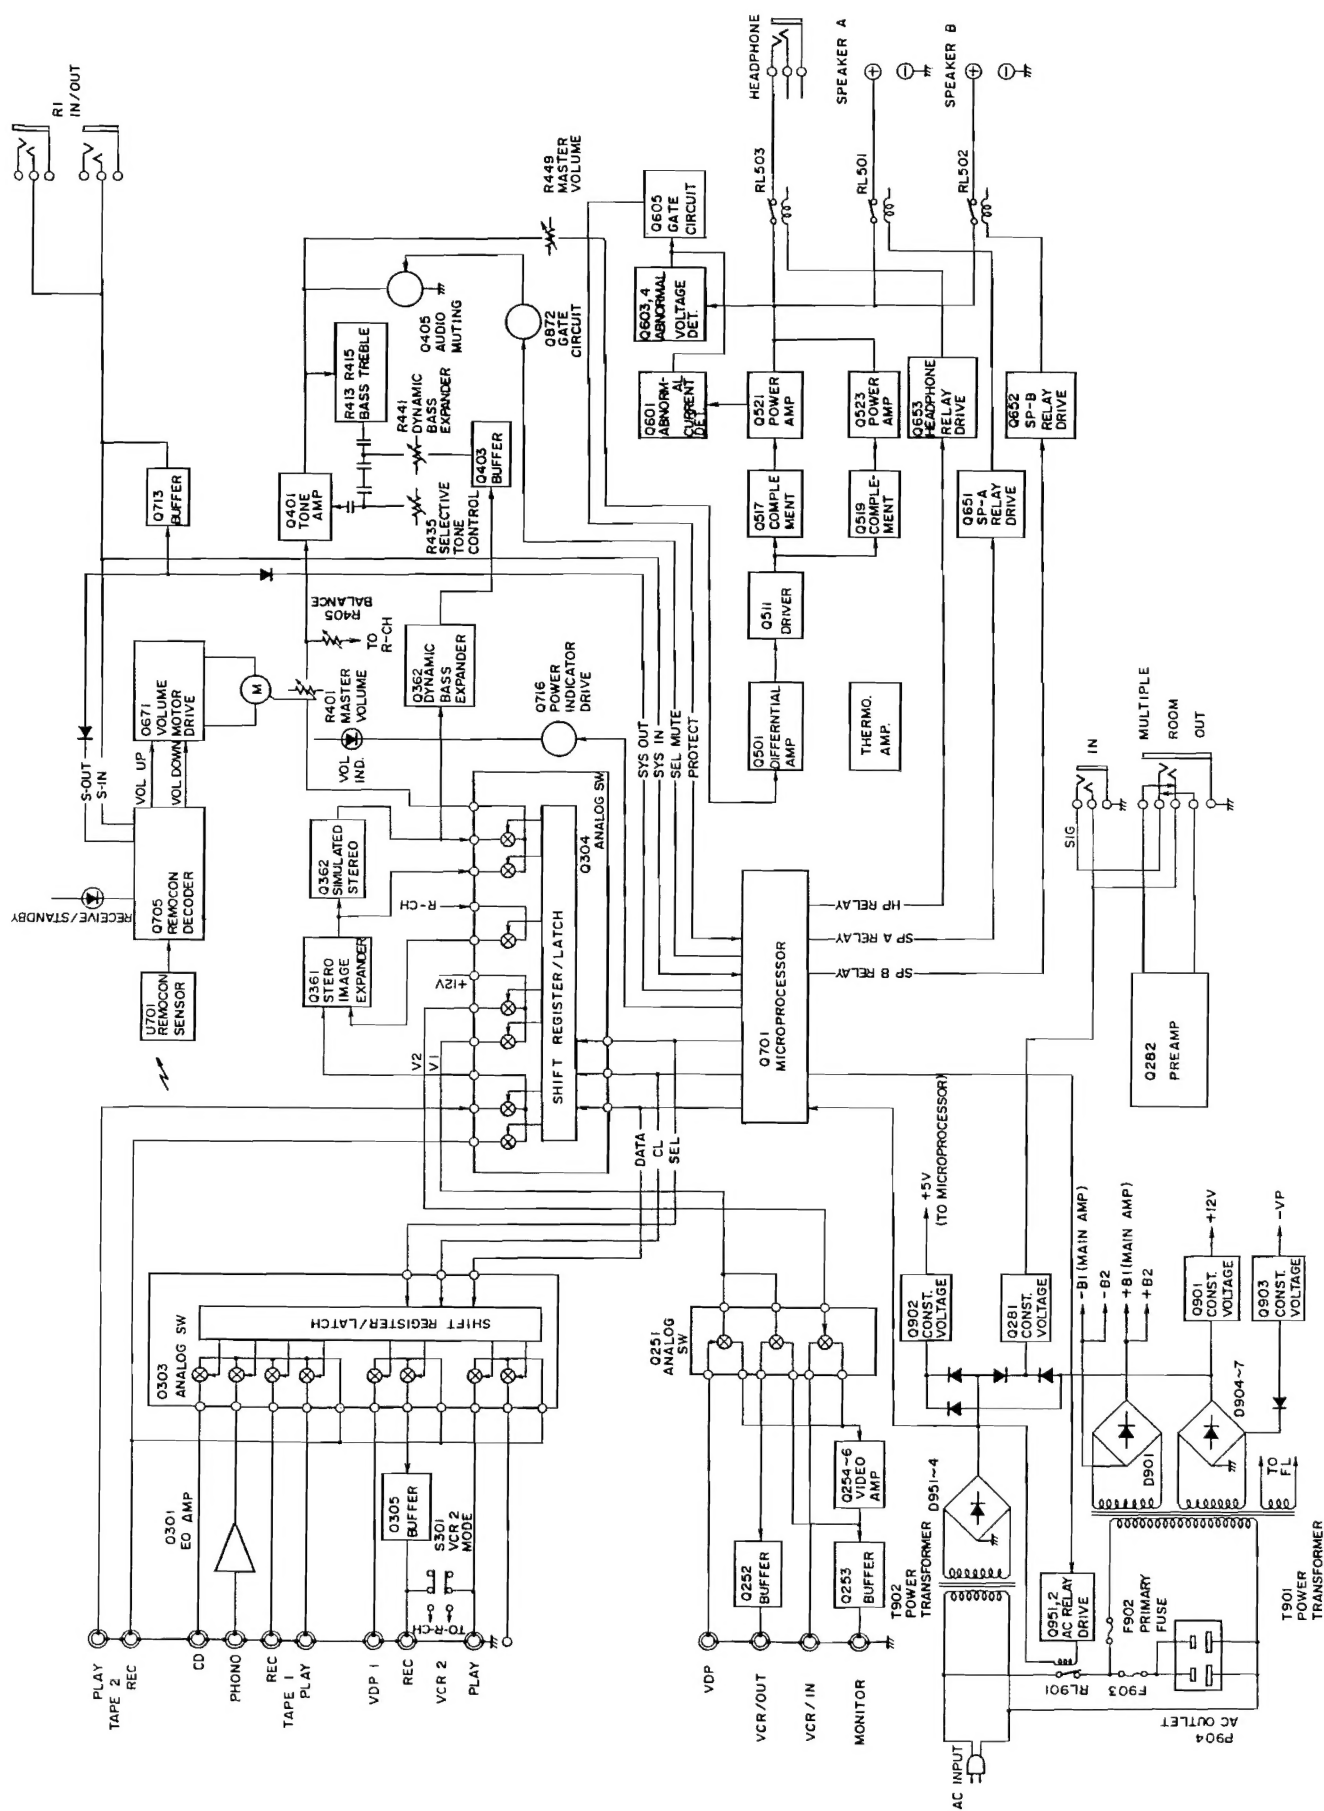 PLAY
TAPE 2
REC
CD
PHONO
REC
TAPE 1
PLAY
VDP 1
REC
VCR 2
PLAY
VDP
VCR/OUT
VCR/IN
MONITOR
AC INPUT
Q301
EQ AMP
Q305
BUFFER
S301
VCR 2
MODE
TO R-CH
Q303
ANALOG SW
SHIFT REGISTER/LATCH
Q251
ANALOG
SW
Q252
BUFFER
Q254~6
VIDEO
AMP
Q253
BUFFER
T902
POWER
TRANSFORMER
D951~4
Q951,2
AC RELAY
DRIVE
RL901
F902
PRIMARY
FUSE
F903
P904
AC OUTLET
T901
POWER
TRANSFORMER
D901
D904~7
TO
FL
Q902
CONST.
VOLTAGE
+5V
(TO MICROPROCESSOR)
Q281
CONST.
VOLTAGE
-B1(MAIN AMP)
-B2
+B1(MAIN AMP)
+B2
Q901
CONST.
VOLTAGE
+12V
Q903
CONST.
VOLTAGE
-VP
U701
REMOCON
SENSOR
Q705
REMOCON
DECODER
RECEIVE/STANDBY
S-OUT
S-IN
VOL UP
VOL DOWN
Q671
VOLUME
MOTOR
DRIVE
M
R401
MASTER
VOLUME
VOL
IND.
R405
BALANCE
TO
R-CH
Q713
BUFFER
R1
IN/OUT
Q361
STERO
IMAGE
EXPANDER
Q362
SIMULATED
STEREO
Q362
DYNAMIC
BASS
EXPANDER
V2
V1
+12V
R-CH
SHIFT REGISTER/LATCH
Q304
ANALOG SW
Q716
POWER
INDICATOR
DRIVE
Q401
TONE
AMP
R413 R415
BASS TREBLE
R441
DYNAMIC
BASS
EXPANDER
R435
SELECTIVE
TONE
CONTROL
Q403
BUFFER
Q405
AUDIO
MUTING
Q872
GATE
CIRCUIT
R449
MASTER
VOLUME
DATA
CL
SEL
SYS OUT
SYS IN
SEL MUTE
PROTECT
Q701
MICROPROCESSOR
HP RELAY
SP A RELAY
SP B RELAY
Q605
GATE
CIRCUIT
Q603,4
ABNORMAL
VOLTAGE
DET.
Q601
ABNORM-
AL
CURRENT
DET.
Q501
DIFFERNTIAL
AMP
Q511
DRIVER
Q517
COMPLE
MENT
Q519
COMPLE-
MENT
Q521
POWER
AMP
Q523
POWER
AMP
THERMO.
AMP.
Q653
HEADPHONE
RELAY
DRIVE
Q651
SP-A
RELAY
DRIVE
Q652
SP-B
RELAY
DRIVE
RL503
RL501
RL502
HEADPHONE
SPEAKER A
SPEAKER B
Q282
PREAMP
SIG
IN
MULTIPLE
ROOM
OUT